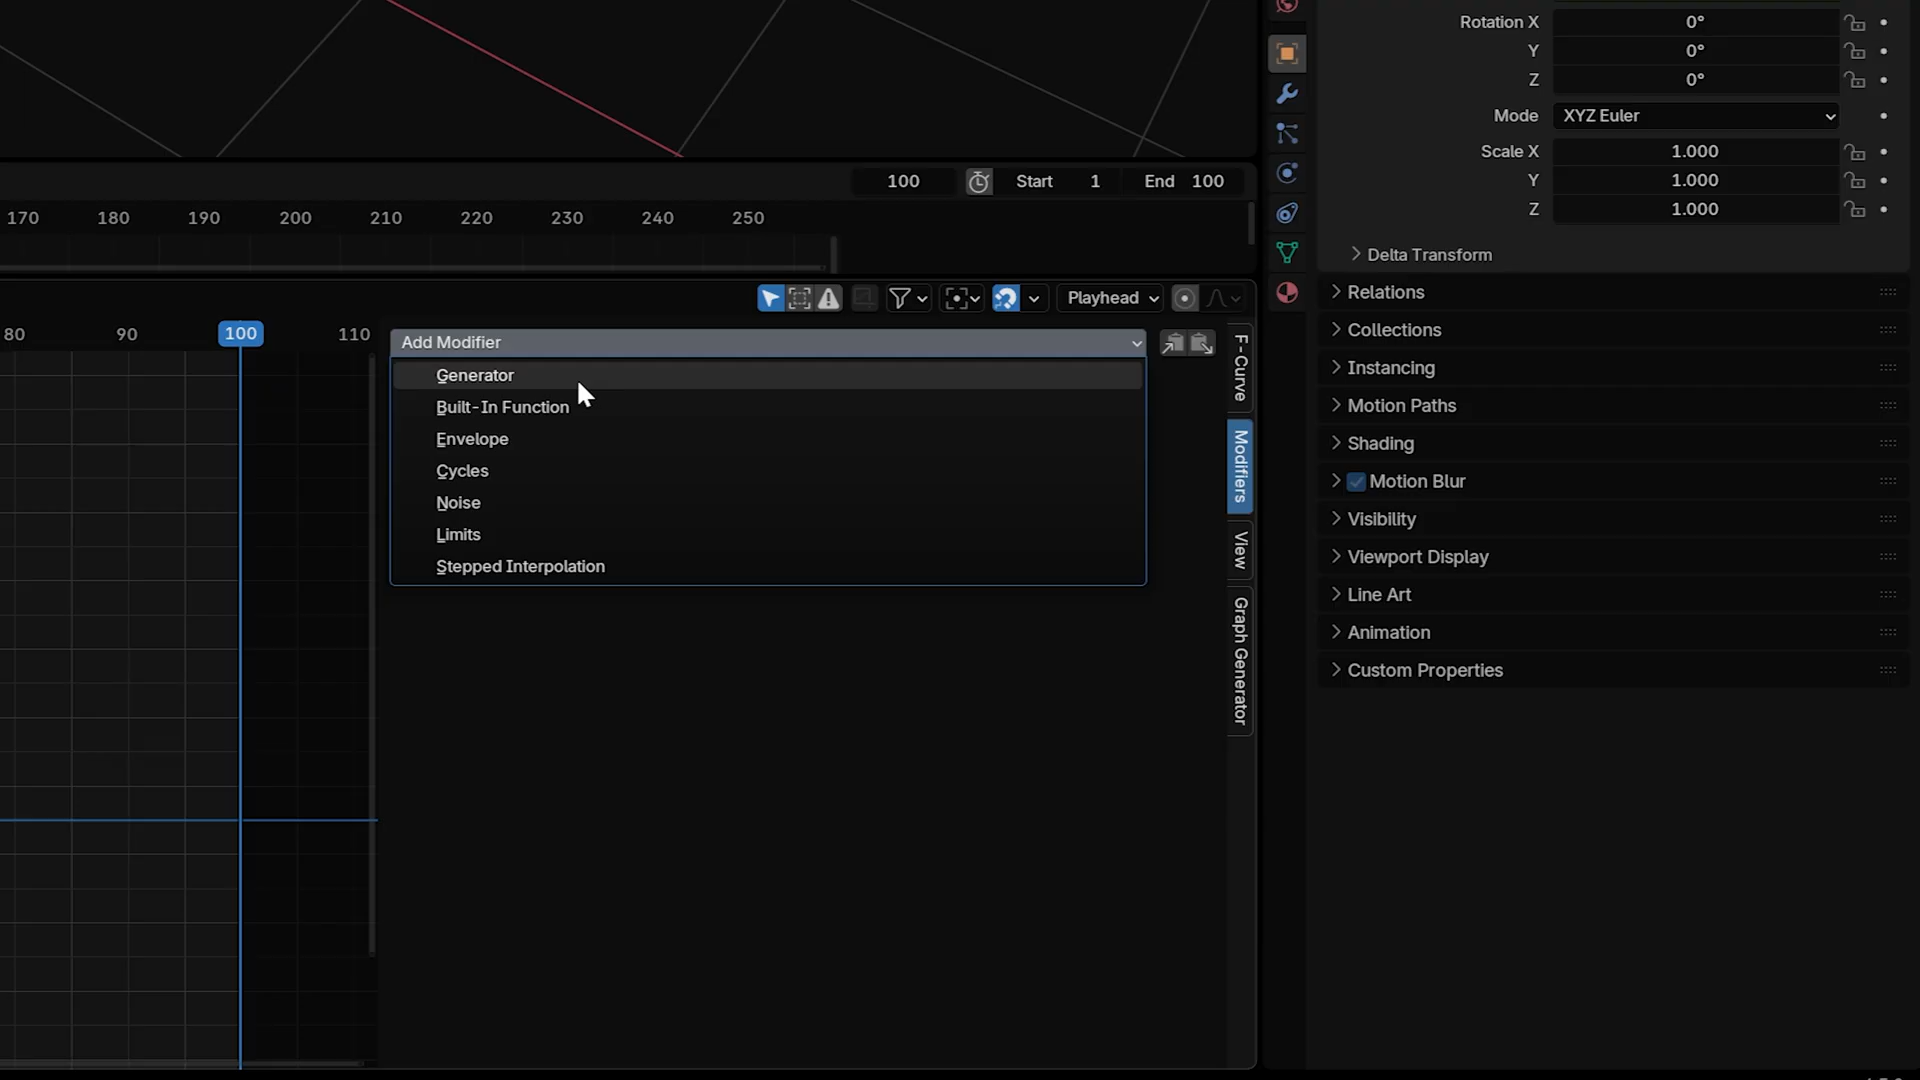 Rotation X 0°
Y 0°
Z 0°
Mode XYZ Euler
Scale X 1.000
Y 1.000
Z 1.000
Delta Transform
Relations
Collections
Instancing
Motion Paths
Shading
Motion Blur
Visibility
Viewport Display
Line Art
Animation
Custom Properties
100 Start 1 End 100
170 180 190 200 210 220 230 240 250
Playhead
80 90 100 110
Add Modifier
Generator
Built-In Function
Envelope
Cycles
Noise
Limits
Stepped Interpolation
F-Curve
Modifiers
View
Graph Generator